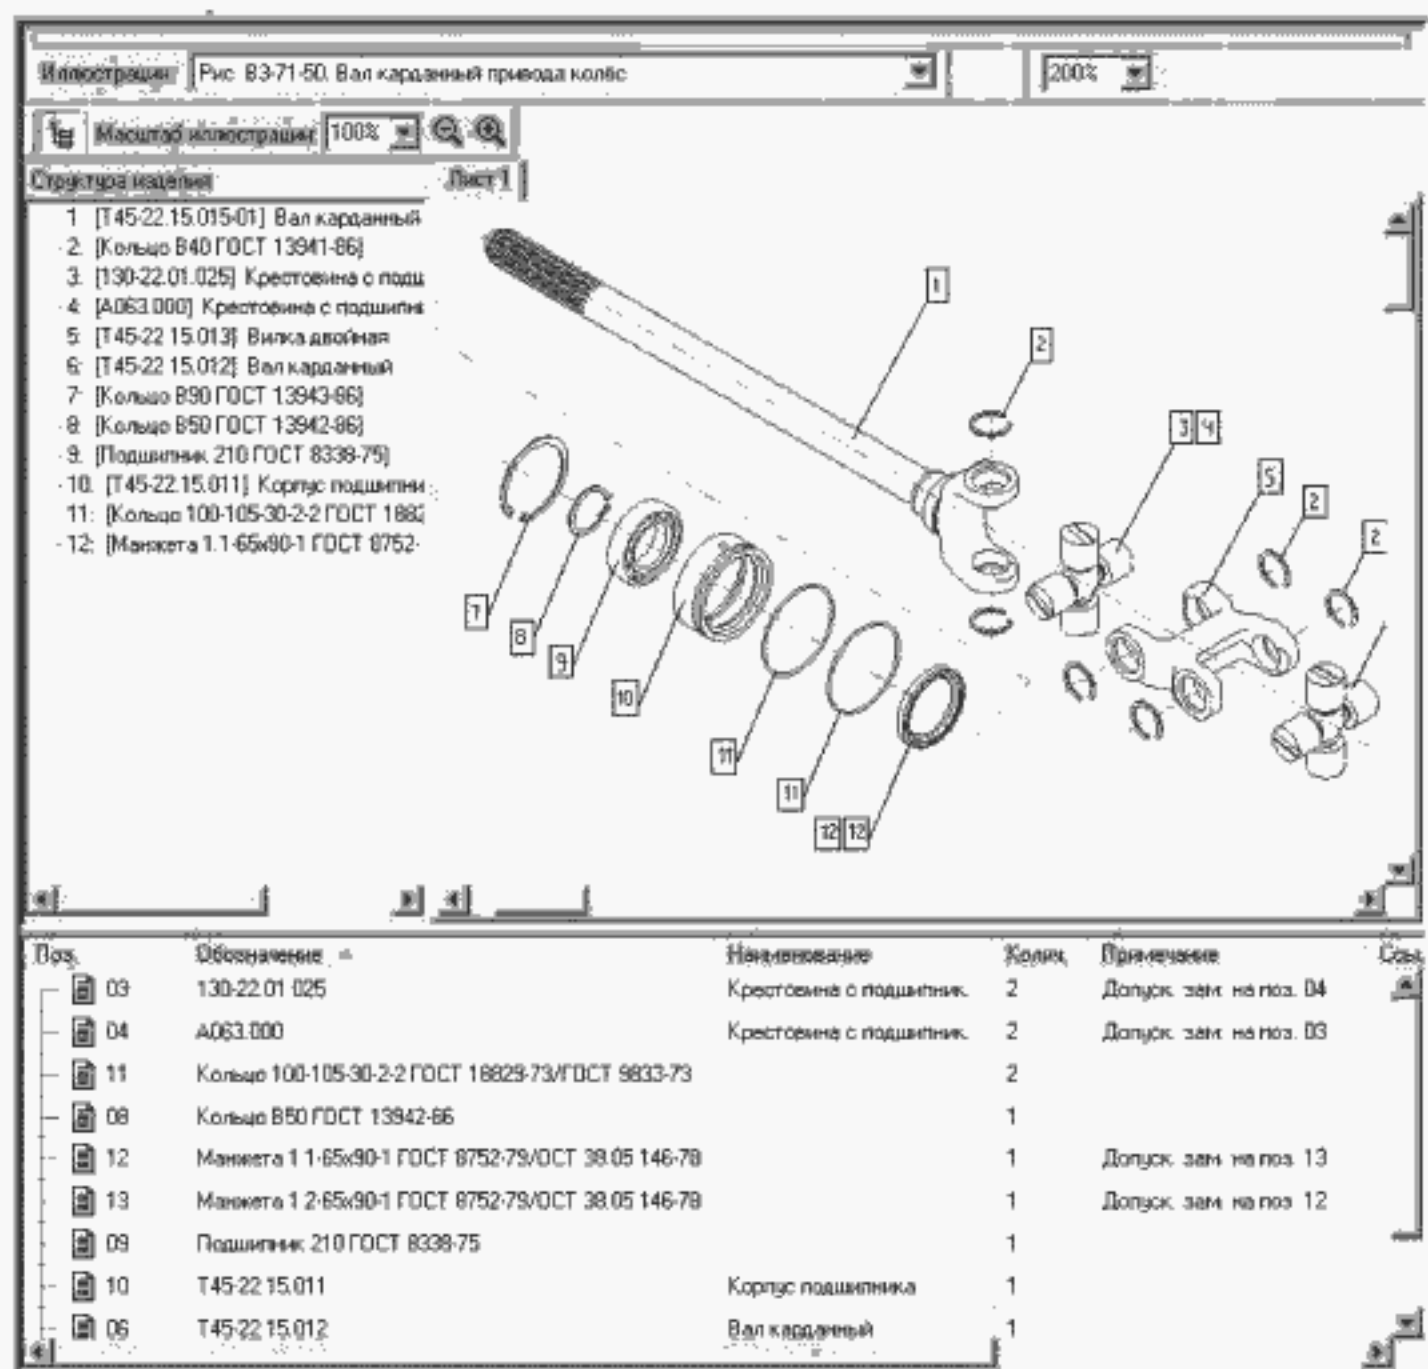 Иллюстрации Рис. В3-71-50. Вал карданный привода колёс 200%
Масштаб иллюстрации 100%
Структура изделия Лист 1
1 [Т45-22.15.015-01] Вал карданный
2: [Кольцо В40 ГОСТ 13941-86]
3: [130-22.01.025] Крестовина с подш
4: [А063.000] Крестовина с подшипн
5: [Т45-22 15.013] Вилка двойная
6: [Т45-22 15.012] Вал карданный
7: [Кольцо В90 ГОСТ 13943-86]
8: [Кольцо В50 ГОСТ 13942-86]
9: [Подшипник 210 ГОСТ 8338-75]
10: [Т45-22.15.011] Корпус подшипни
11: [Кольцо 100-105-30-2-2 ГОСТ 1882
12: [Манжета 1.1-65х90-1 ГОСТ 8752-
1
2
3 4
5
2
2
7
8
9
10
11
11
12 12
Поз. Обозначение Наименование Колич. Примечание Ссы
03 130-22.01 025 Крестовина с подшипник. 2 Допуск. зам. на поз. 04
04 А063.000 Крестовина с подшипник. 2 Допуск. зам. на поз. 03
11 Кольцо 100-105-30-2-2 ГОСТ 18829-73/ГОСТ 9833-73 2
08 Кольцо В50 ГОСТ 13942-86 1
12 Манжета 1 1-65х90-1 ГОСТ 8752-79/ОСТ 38.05 146-78 1 Допуск. зам. на поз. 13
13 Манжета 1 2-65х90-1 ГОСТ 8752-79/ОСТ 38.05 146-78 1 Допуск. зам. на поз. 12
09 Подшипник 210 ГОСТ 8338-75 1
10 Т45-22 15.011 Корпус подшипника 1
06 Т45-22 15.012 Вал карданный 1